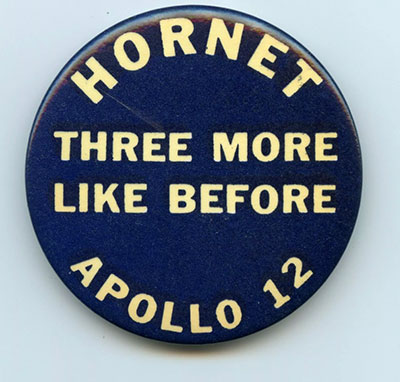 HORNET
THREE MORE
LIKE BEFORE
APOLLO 12